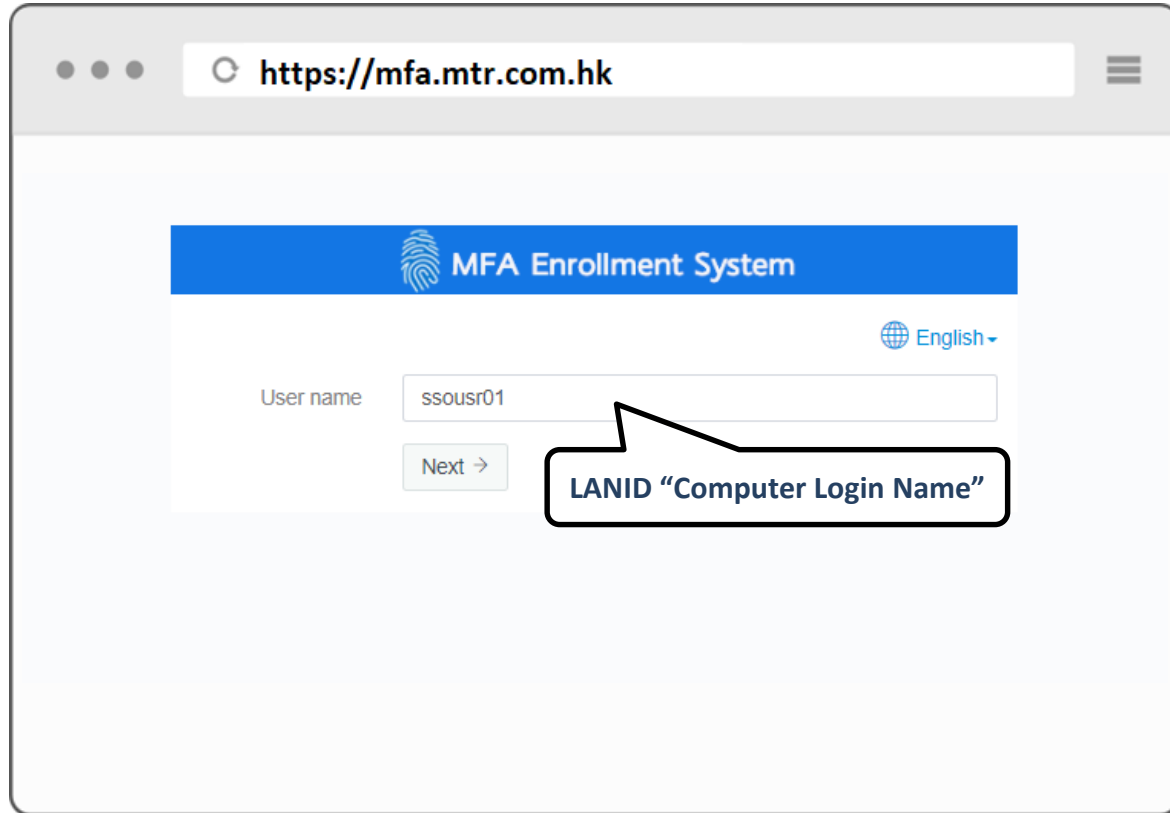 https://mfa.mtr.com.hk
MFA Enrollment System
English
User name
ssousr01
Next →
LANID “Computer Login Name”